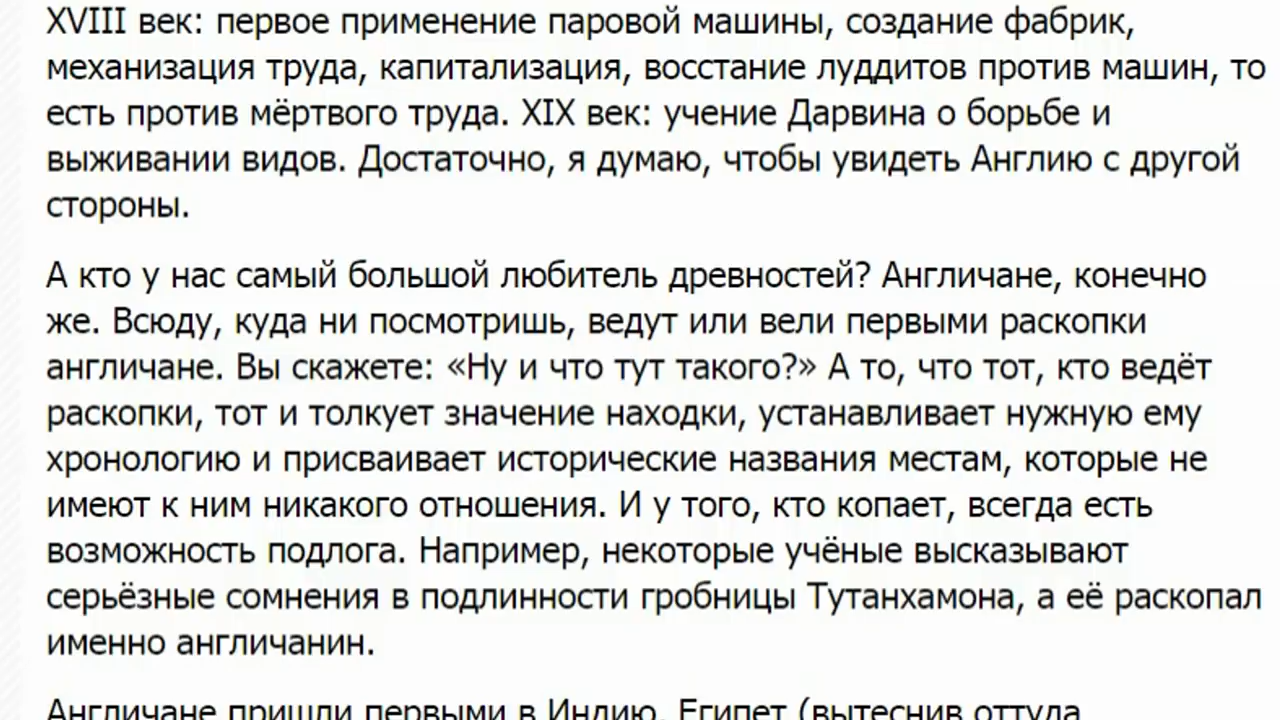 XVIII век: первое применение паровой машины, создание фабрик,
механизация труда, капитализация, восстание луддитов против машин, то
есть против мёртвого труда. XIX век: учение Дарвина о борьбе и
выживании видов. Достаточно, я думаю, чтобы увидеть Англию с другой
стороны.
А кто у нас самый большой любитель древностей? Англичане, конечно
же. Всюду, куда ни посмотришь, ведут или вели первыми раскопки
англичане. Вы скажете: «Ну и что тут такого?» А то, что тот, кто ведёт
раскопки, тот и толкует значение находки, устанавливает нужную ему
хронологию и присваивает исторические названия местам, которые не
имеют к ним никакого отношения. И у того, кто копает, всегда есть
возможность подлога. Например, некоторые учёные высказывают
серьёзные сомнения в подлинности гробницы Тутанхамона, а её раскопал
именно англичанин.
Англичане пришли первыми в Индию, Египет (вытеснив оттуда